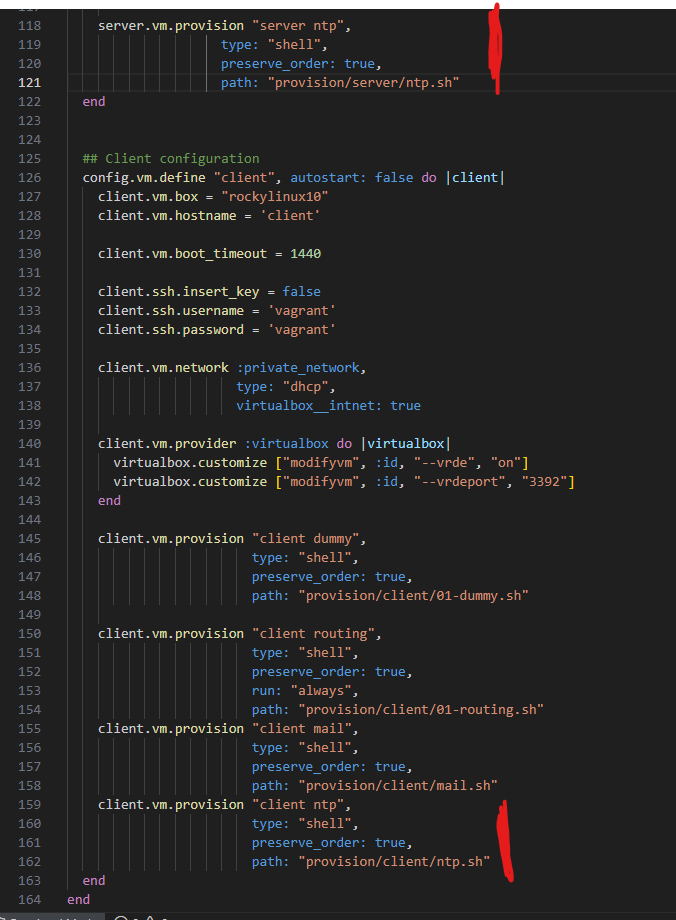 118 server.vm.provision "server ntp",
119 type: "shell",
120 preserve_order: true,
121 path: "provision/server/ntp.sh"
122 end
123
124
125 ## Client configuration
126 config.vm.define "client", autostart: false do |client|
127 client.vm.box = "rockylinux10"
128 client.vm.hostname = 'client'
129
130 client.vm.boot_timeout = 1440
131
132 client.ssh.insert_key = false
133 client.ssh.username = 'vagrant'
134 client.ssh.password = 'vagrant'
135
136 client.vm.network :private_network,
137 type: "dhcp",
138 virtualbox__intnet: true
139
140 client.vm.provider :virtualbox do |virtualbox|
141 virtualbox.customize ["modifyvm", :id, "--vrde", "on"]
142 virtualbox.customize ["modifyvm", :id, "--vrdeport", "3392"]
143 end
144
145 client.vm.provision "client dummy",
146 type: "shell",
147 preserve_order: true,
148 path: "provision/client/01-dummy.sh"
149
150 client.vm.provision "client routing",
151 type: "shell",
152 preserve_order: true,
153 run: "always",
154 path: "provision/client/01-routing.sh"
155 client.vm.provision "client mail",
156 type: "shell",
157 preserve_order: true,
158 path: "provision/client/mail.sh"
159 client.vm.provision "client ntp",
160 type: "shell",
161 preserve_order: true,
162 path: "provision/client/ntp.sh"
163 end
164 end